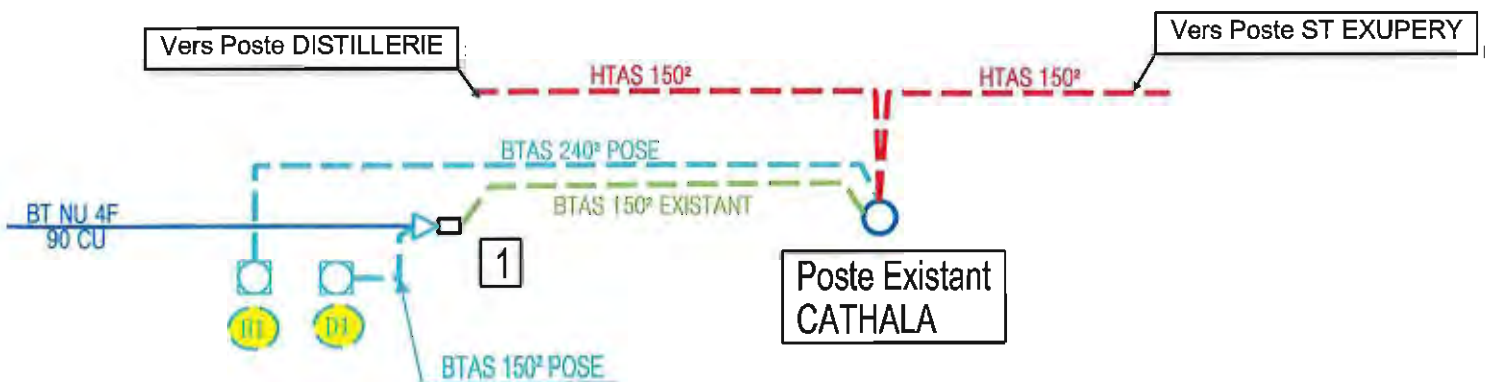 Vers Poste DISTILLERIE
Vers Poste ST EXUPERY
HTAS 150²
HTAS 150²
BTAS 240² POSE
BTAS 150² EXISTANT
BT NU 4F
90 CU
1
Poste Existant
CATHALA
D1
BTAS 150² POSE